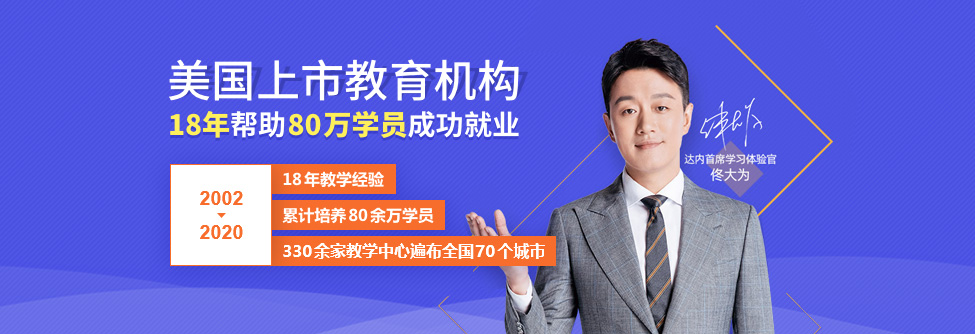 美国上市教育机构
18年帮助80万学员成功就业
2002
2020
18年教学经验
累计培养80余万学员
330余家教学中心遍布全国70个城市
达内首席学习体验官
佟大为